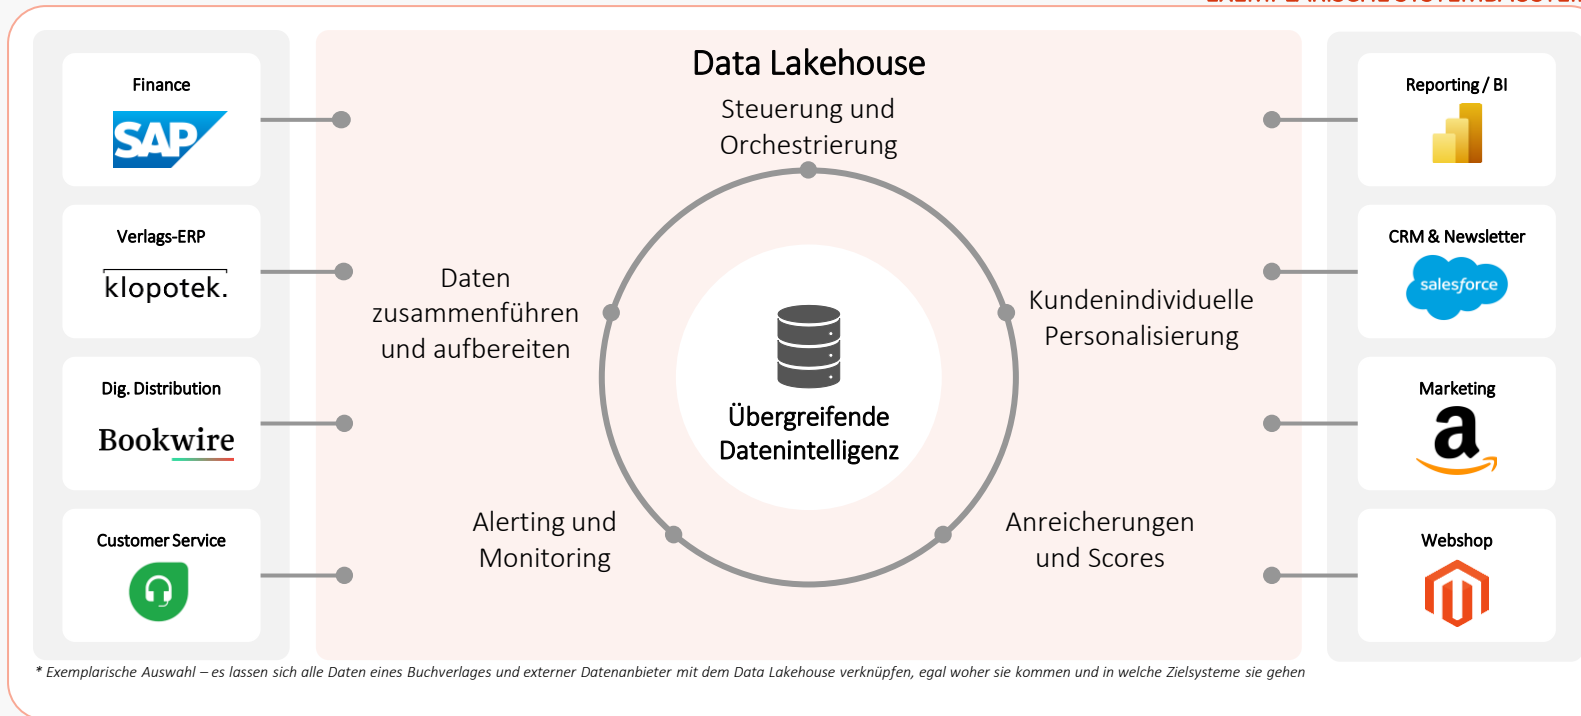 Data Lakehouse
Finance
SAP
Verlags-ERP
klopotek.
Dig. Distribution
Bookwire
Customer Service
Steuerung und
Orchestrierung
Daten
zusammenführen
und aufbereiten
Kundenindividuelle
Personalisierung
Übergreifende
Datenintelligenz
Alerting und
Monitoring
Anreicherungen
und Scores
Reporting / BI
CRM & Newsletter
salesforce
Marketing
a
Webshop
* Exemplarische Auswahl – es lassen sich alle Daten eines Buchverlages und externer Datenanbieter mit dem Data Lakehouse verknüpfen, egal woher sie kommen und in welche Zielsysteme sie gehen